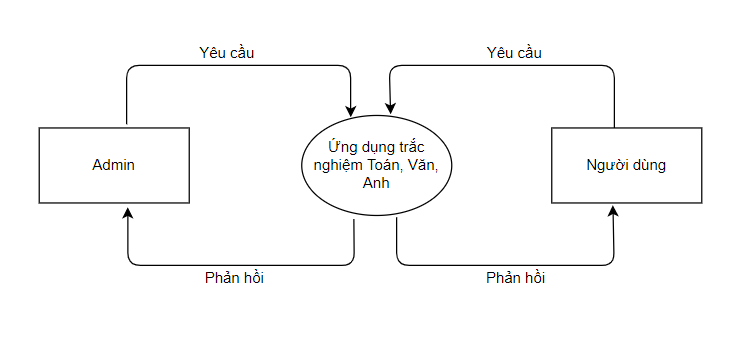 Yêu cầu
Yêu cầu
Admin
Ứng dụng trắc
nghiệm Toán, Văn,
Anh
Người dùng
Phản hồi
Phản hồi